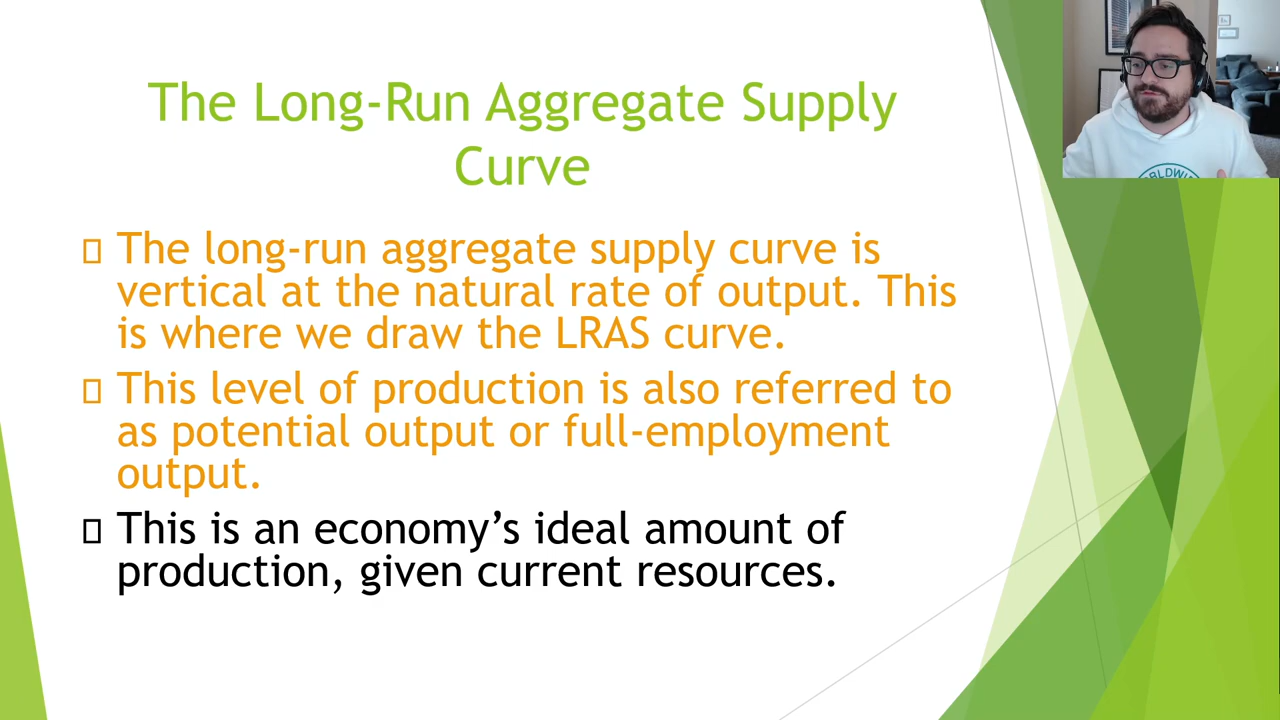 The Long-Run Aggregate Supply
Curve
The long-run aggregate supply curve is
vertical at the natural rate of output. This
is where we draw the LRAS curve.
This level of production is also referred to
as potential output or full-employment
output.
This is an economy’s ideal amount of
production, given current resources.